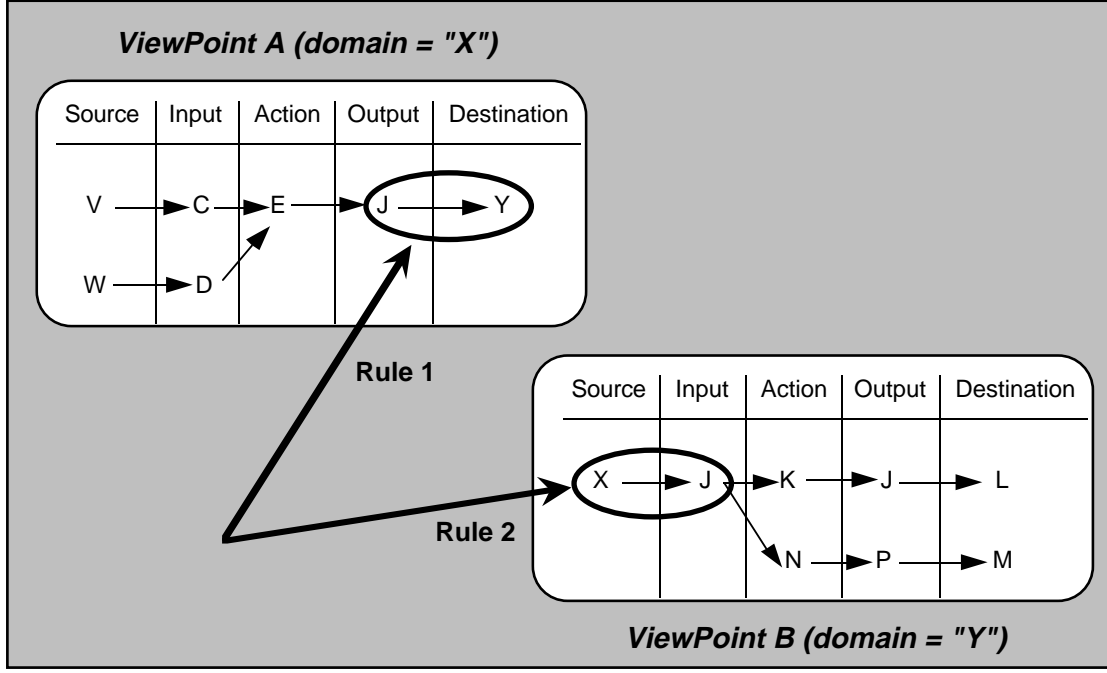 ViewPoint A (domain = "X")
Source Input Action Output Destination
V C E J Y
W D
Rule 1
Source Input Action Output Destination
X J K J L
Rule 2
N P M
ViewPoint B (domain = "Y")